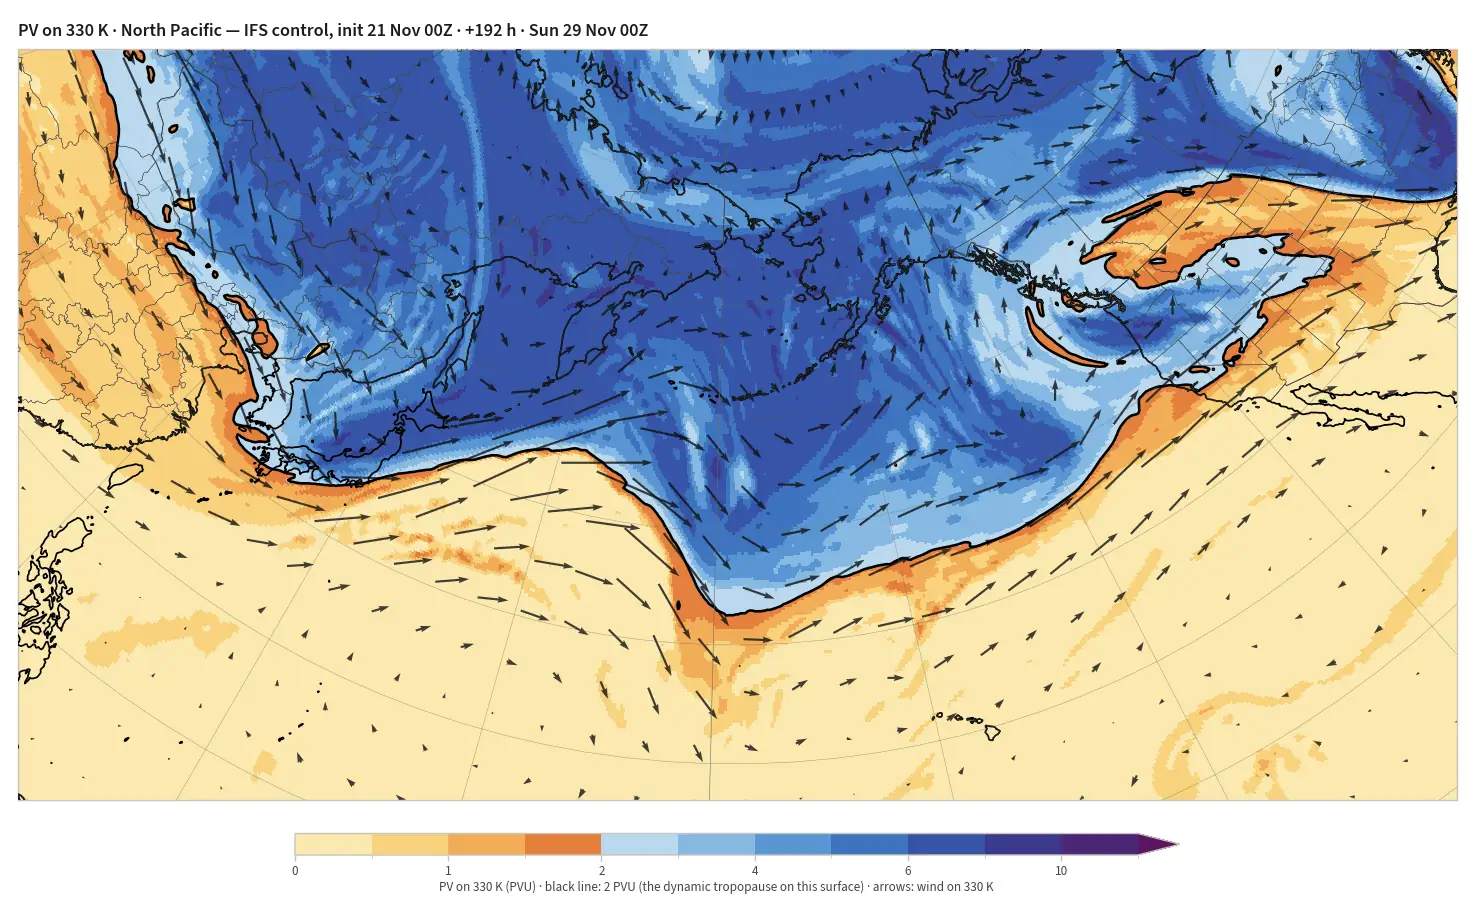 PV on 330 K · North Pacific — IFS control, init 21 Nov 00Z · +192 h · Sun 29 Nov 00Z
0 1 2 4 6 10
PV on 330 K (PVU) · black line: 2 PVU (the dynamic tropopause on this surface) · arrows: wind on 330 K